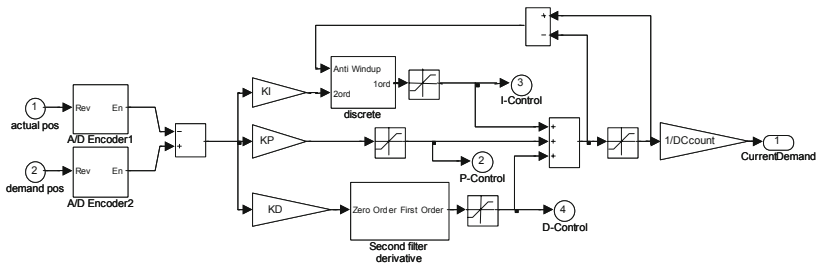 +
−
Anti Windup
1ord
2ord
discrete
KI
3
I-Control
1
actual pos
Rev En
A/D Encoder1
−
+
2
demand pos
Rev En
A/D Encoder2
KP
2
P-Control
+
+
+
1/DCcount
1
CurrentDemand
KD
Zero Order First Order
Second filter
derivative
4
D-Control